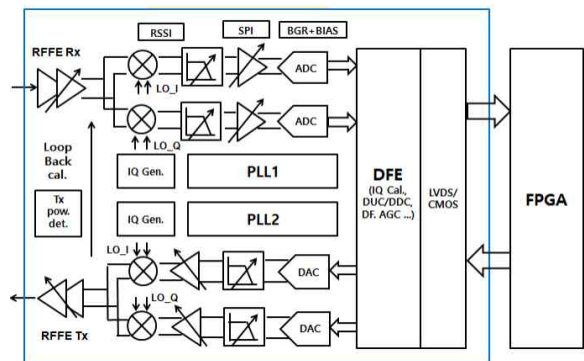 RSSI
SPI
BGR+BIAS
RFFE Rx
ADC
LO_I
ADC
LO_Q
Loop
Back
cal.
IQ Gen.
PLL1
Tx
pow.
det.
IQ Gen.
PLL2
DFE
(IQ Cal.,
DUC/DDC,
DF. AGC ...)
LVDS/
CMOS
FPGA
LO_I
DAC
LO_Q
DAC
RFFE Tx